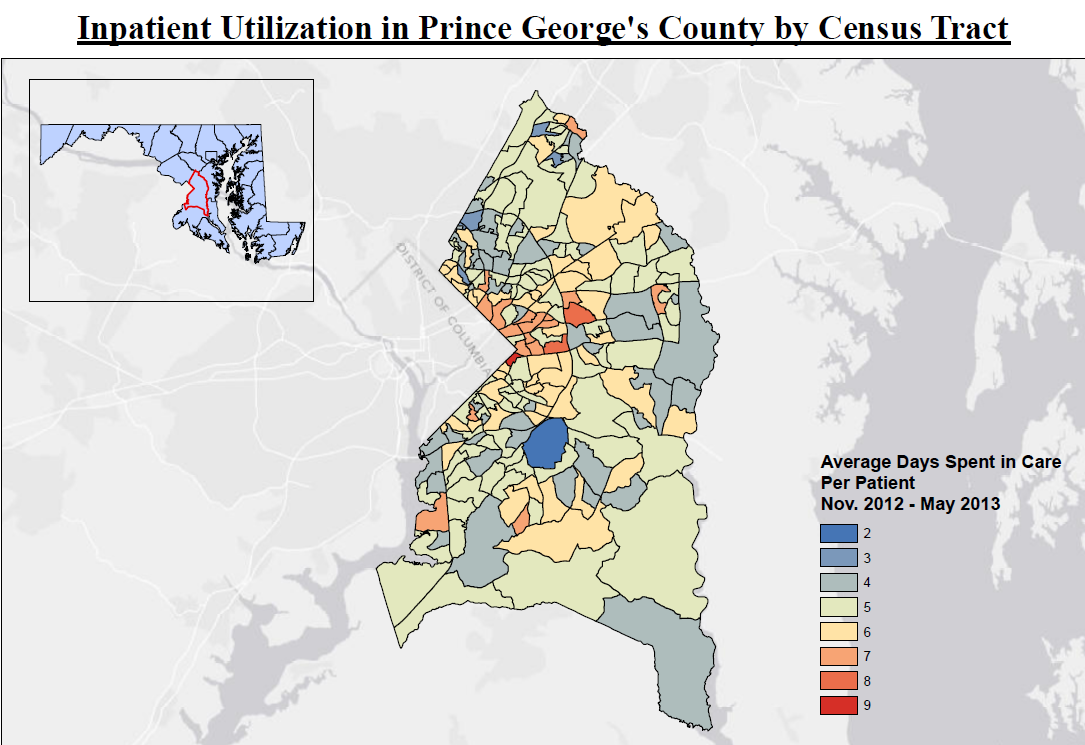 Inpatient Utilization in Prince George's County by Census Tract
DISTRICT OF COLUMBIA
Average Days Spent in Care
Per Patient
Nov. 2012 - May 2013
2
3
4
5
6
7
8
9